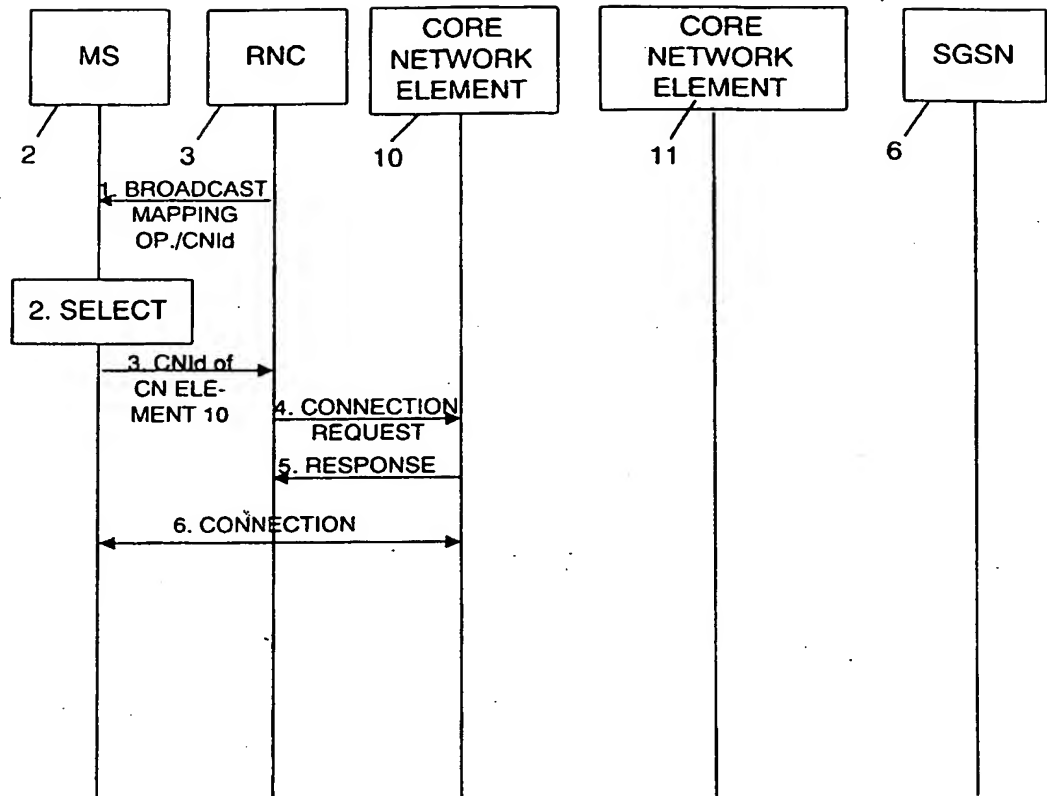 MS
RNC
CORE
NETWORK
ELEMENT
CORE
NETWORK
ELEMENT
SGSN
2
3
10
11
6
1. BROADCAST
MAPPING
OP./CNId
2. SELECT
3. CNId of
CN ELE-
MENT 10
4. CONNECTION
REQUEST
5. RESPONSE
6. CONNECTION